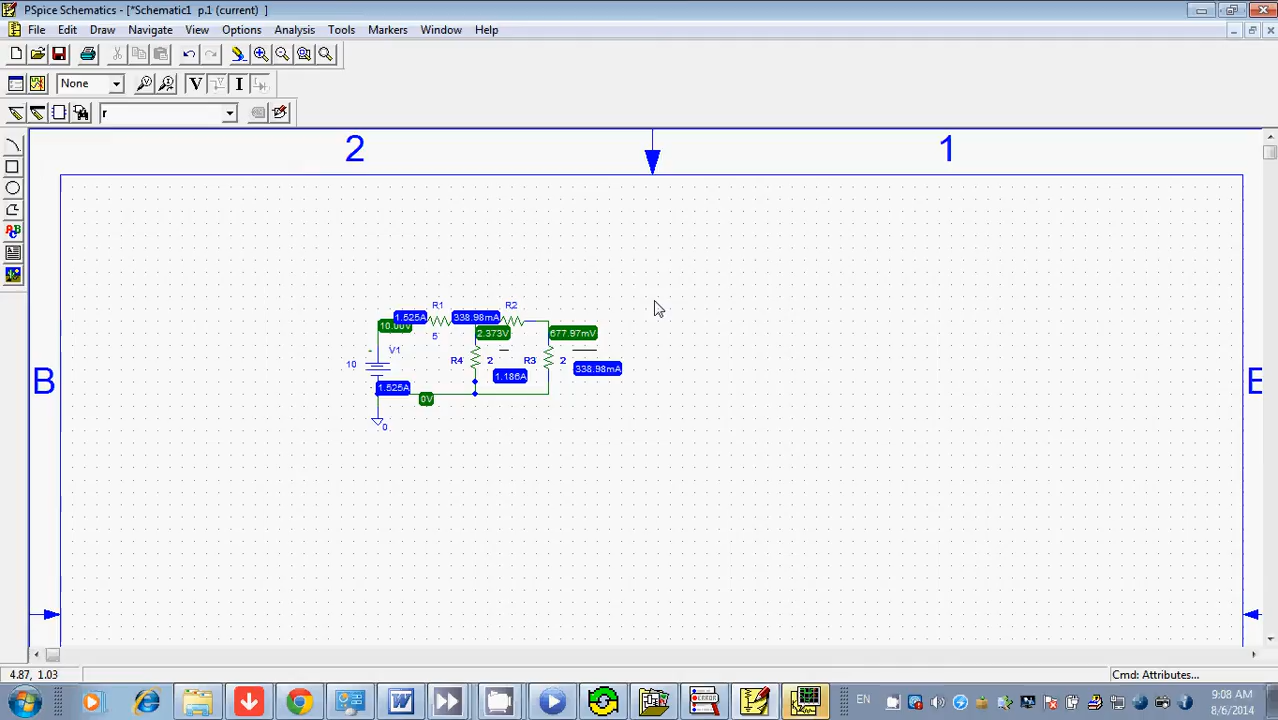 PSpice Schematics - [*Schematic1 p.1 (current) ]
File Edit Draw Navigate View Options Analysis Tools Markers Window Help
None
V I
r
2 1
R1 R2
1.525A 338.98mA
10.00V 2.373V 677.97mV
5
V1
10 R4 2 R3 2
338.98mA
1.186A
1.525A
0V
0
B
ABC
4.87, 1.03 Cmd: Attributes...
EN 9:08 AM
8/6/2014